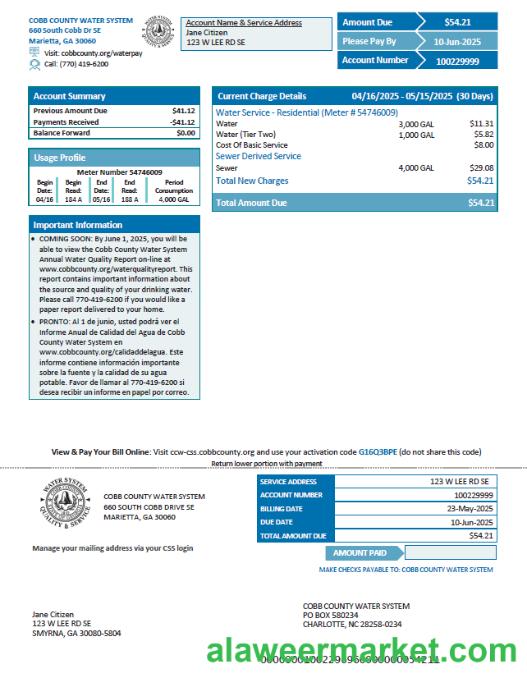 COBB COUNTY WATER SYSTEM
660 South Cobb Dr SE
Marietta, GA 30060
Visit: cobbcounty.org/waterpay
Call: (770) 419-6200
WATER SYSTEM
QUALITY & SERVICE
Account Name & Service Address
Jane Citizen
123 W LEE RD SE
Amount Due $54.21
Please Pay By 10-Jun-2025
Account Number 100229999
Account Summary
Previous Amount Due $41.12
Payments Received -$41.12
Balance Forward $0.00
Usage Profile
Meter Number 54746009
Begin Date: Begin Read: End Date: End Read: Period Consumption
04/16 184 A 05/16 188 A 4,000 GAL
Important Information
• COMING SOON: By June 1, 2025, you will be
able to view the Cobb County Water System
Annual Water Quality Report on-line at
www.cobbcounty.org/waterqualityreport. This
report contains important information about
the source and quality of your drinking water.
Please call 770-419-6200 if you would like a
paper report delivered to your home.
• PRONTO: Al 1 de junio, usted podrá ver el
Informe Anual de Calidad del Agua de Cobb
County Water System en
www.cobbcounty.org/calidaddelagua. Este
informe contiene información importante
sobre la fuente y la calidad de su agua
potable. Favor de llamar al 770-419-6200 si
desea recibir un informe en papel por correo.
Current Charge Details 04/16/2025 - 05/15/2025 (30 Days)
Water Service - Residential (Meter # 54746009)
Water 3,000 GAL $11.31
Water (Tier Two) 1,000 GAL $5.82
Cost Of Basic Service $8.00
Sewer Derived Service
Sewer 4,000 GAL $29.08
Total New Charges $54.21
Total Amount Due $54.21
View & Pay Your Bill Online: Visit ccw-css.cobbcounty.org and use your activation code G16Q3BPE (do not share this code)
Return lower portion with payment
WATER SYSTEM
QUALITY & SERVICE
COBB COUNTY WATER SYSTEM
660 SOUTH COBB DRIVE SE
MARIETTA, GA 30060
Manage your mailing address via your CSS login
SERVICE ADDRESS 123 W LEE RD SE
ACCOUNT NUMBER 100229999
BILLING DATE 23-May-2025
DUE DATE 10-Jun-2025
TOTAL AMOUNT DUE $54.21
AMOUNT PAID
MAKE CHECKS PAYABLE TO: COBB COUNTY WATER SYSTEM
Jane Citizen
123 W LEE RD SE
SMYRNA, GA 30080-5804
COBB COUNTY WATER SYSTEM
PO BOX 580234
CHARLOTTE, NC 28258-0234
alaweermarket.com